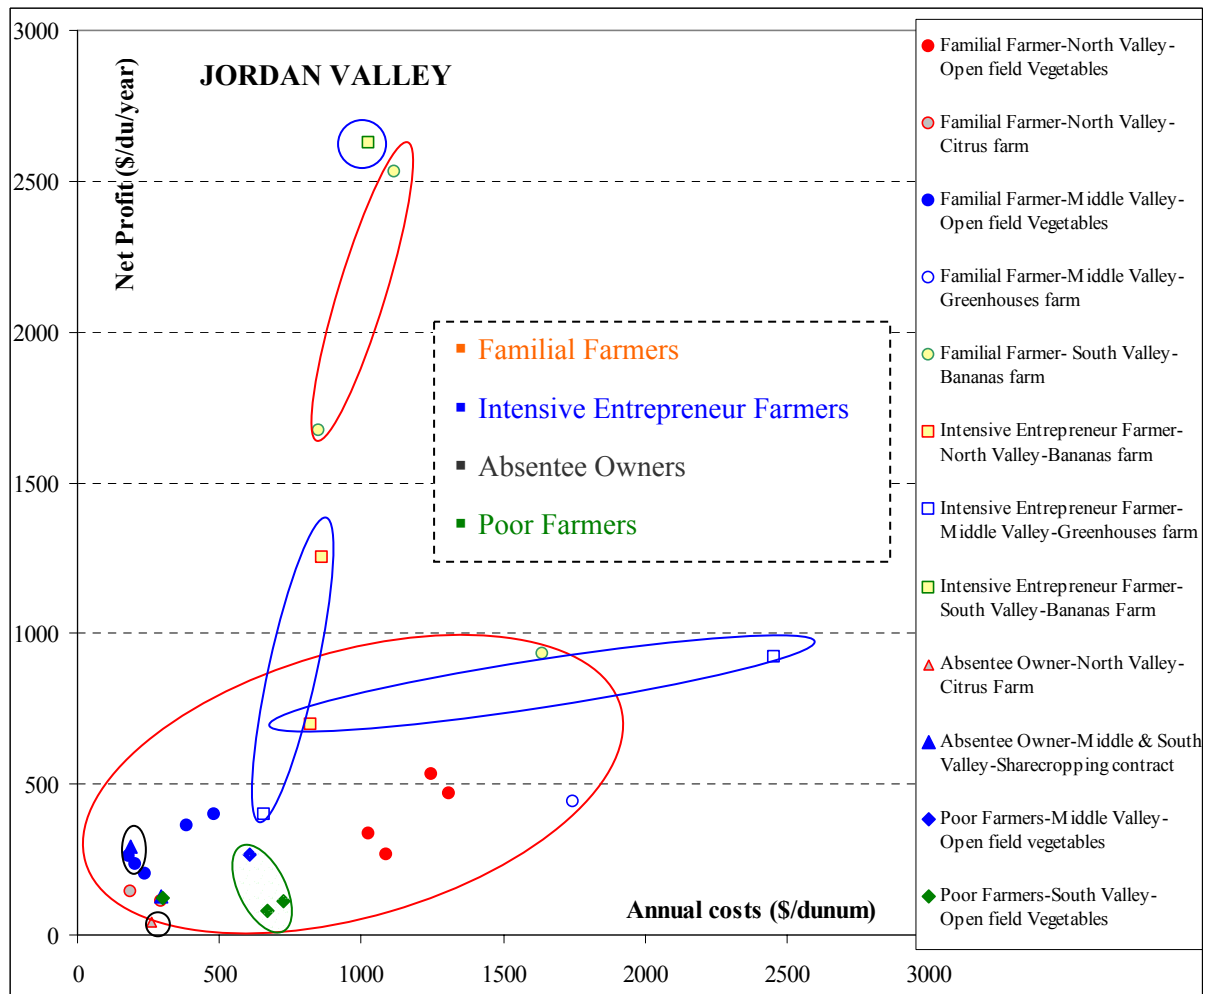 JORDAN VALLEY
Net Profit ($/du/year)
3000
2500
2000
1500
1000
500
0
Familial Farmers
Intensive Entrepreneur Farmers
Absentee Owners
Poor Farmers
Annual costs ($/dunum)
0 500 1000 1500 2000 2500 3000
Familial Farmer-North Valley-
Open field Vegetables
Familial Farmer-North Valley-
Citrus farm
Familial Farmer-Middle Valley-
Open field Vegetables
Familial Farmer-Middle Valley-
Greenhouses farm
Familial Farmer- South Valley-
Bananas farm
Intensive Entrepreneur Farmer-
North Valley-Bananas farm
Intensive Entrepreneur Farmer-
Middle Valley-Greenhouses farm
Intensive Entrepreneur Farmer-
South Valley-Bananas Farm
Absentee Owner-North Valley-
Citrus Farm
Absentee Owner-Middle & South
Valley-Sharecropping contract
Poor Farmers-Middle Valley-
Open field vegetables
Poor Farmers-South Valley-
Open field Vegetables